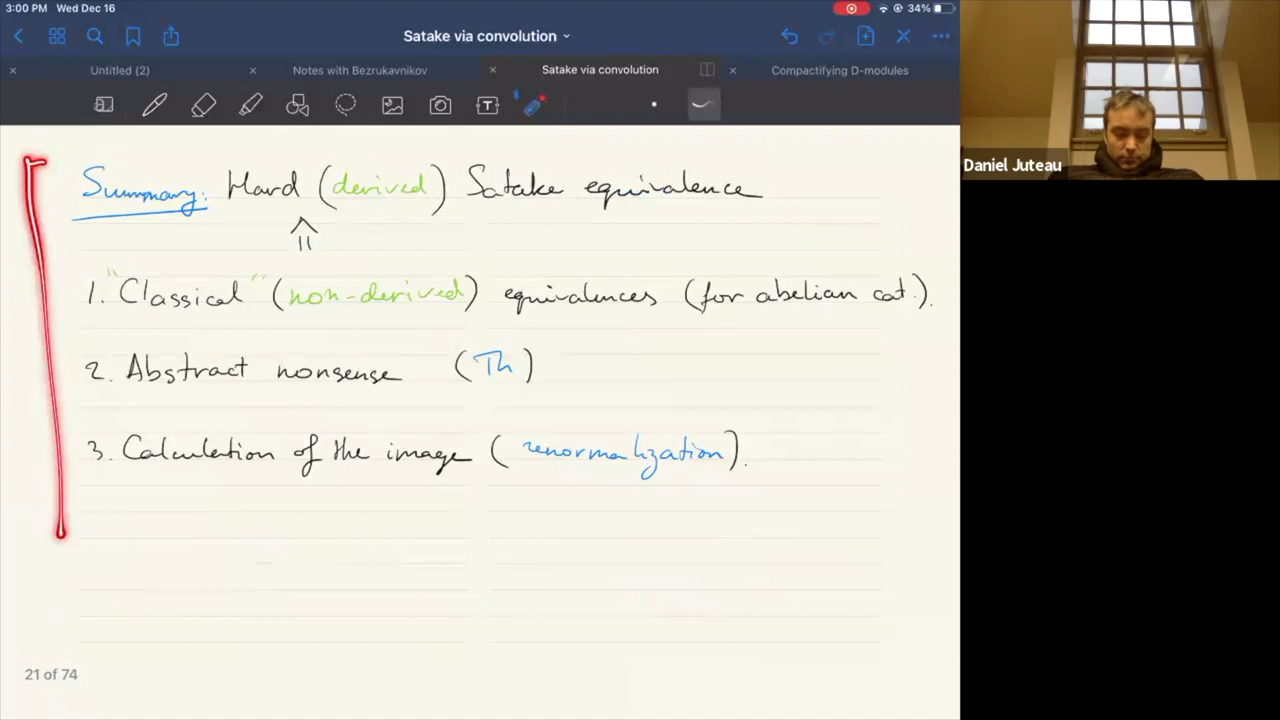 3:00 PM Wed Dec 16
34%
Satake via convolution
Untitled (2)
Notes with Bezrukavnikov
Satake via convolution
Compactifying D-modules
Daniel Juteau
Summary: Hard (derived) Satake equivalence
⇑
1. "Classical" (non-derived) equivalences (for abelian cat.).
2. Abstract nonsense (Th)
3. Calculation of the image (renormalization).
21 of 74